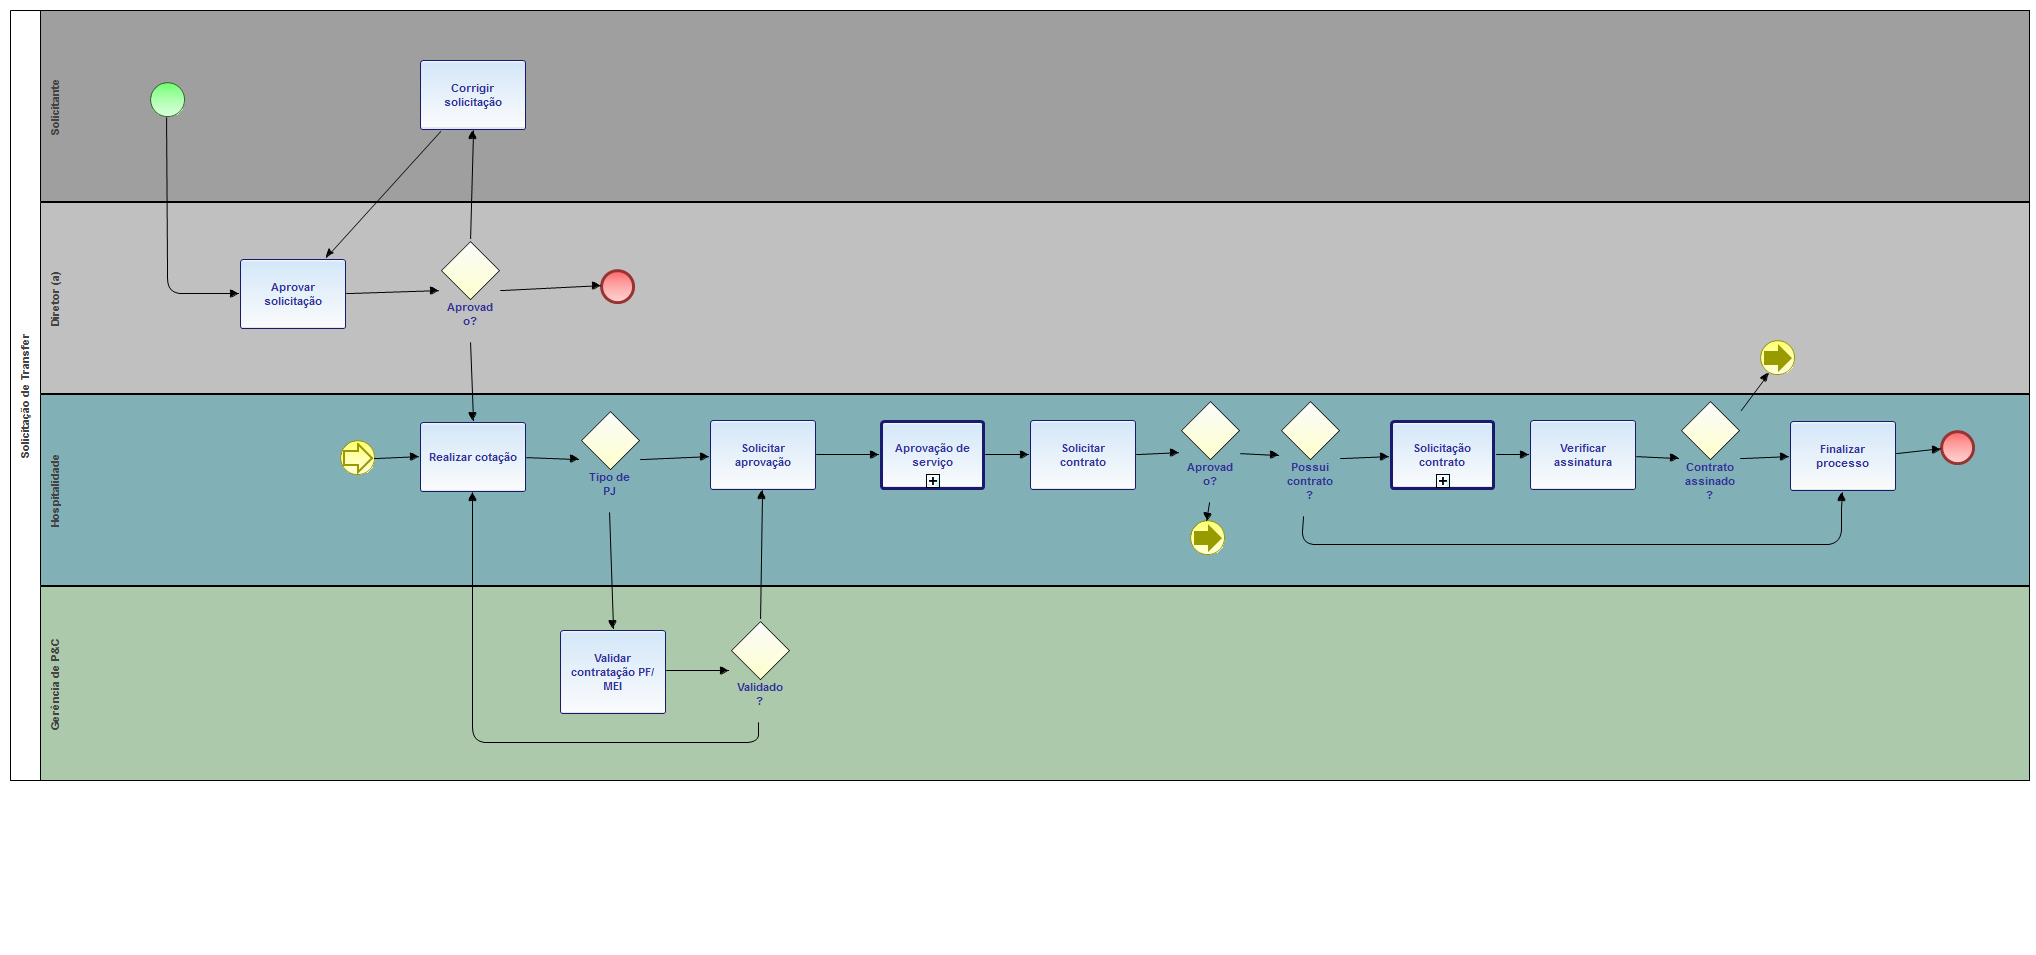 Solicitação de Transfer
Solicitante
Corrigir
solicitação
Diretor (a)
Aprovar
solicitação
Aprovad
o?
Hospitalidade
Realizar cotação
Tipo de
PJ
Solicitar
aprovação
Aprovação de
serviço
Solicitar
contrato
Aprovad
o?
Possui
contrato
?
Solicitação
contrato
Verificar
assinatura
Contrato
assinado
?
Finalizar
processo
Gerência de P&C
Validar
contratação PF/
MEI
Validado
?